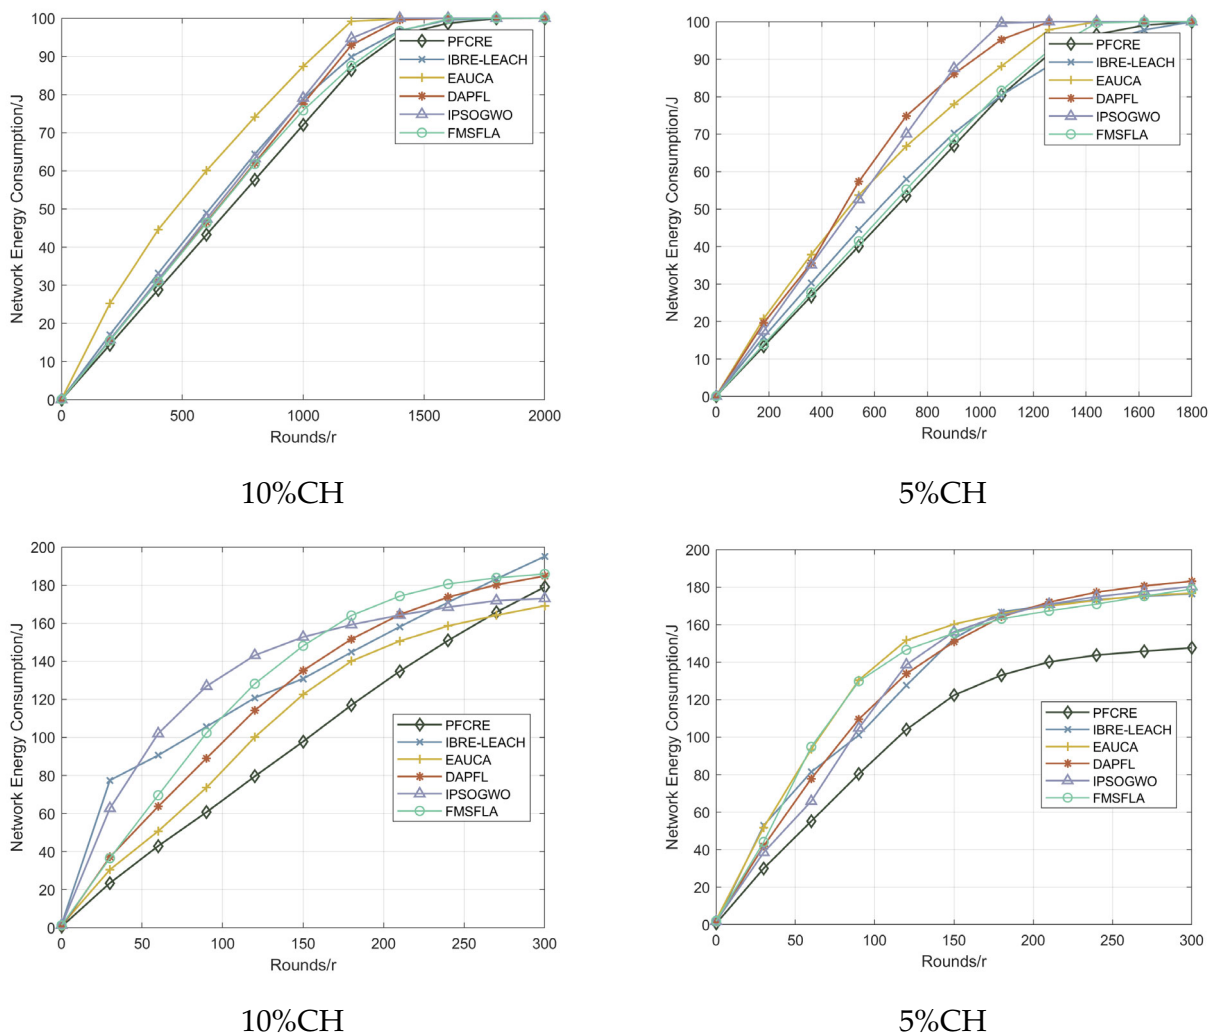 100
90
80
70
60
50
40
30
20
10
0
Network Energy Consumption/J
PFCRE
IBRE-LEACH
EAUCA
DAPFL
IPSOGWO
FMSFLA
0 500 1000 1500 2000
Rounds/r
10%CH
100
90
80
70
60
50
40
30
20
10
0
Network Energy Consumption/J
PFCRE
IBRE-LEACH
EAUCA
DAPFL
IPSOGWO
FMSFLA
0 200 400 600 800 1000 1200 1400 1600 1800
Rounds/r
5%CH
200
180
160
140
120
100
80
60
40
20
0
Network Energy Consumption/J
PFCRE
IBRE-LEACH
EAUCA
DAPFL
IPSOGWO
FMSFLA
0 50 100 150 200 250 300
Rounds/r
10%CH
200
180
160
140
120
100
80
60
40
20
0
Network Energy Consumption/J
PFCRE
IBRE-LEACH
EAUCA
DAPFL
IPSOGWO
FMSFLA
0 50 100 150 200 250 300
Rounds/r
5%CH